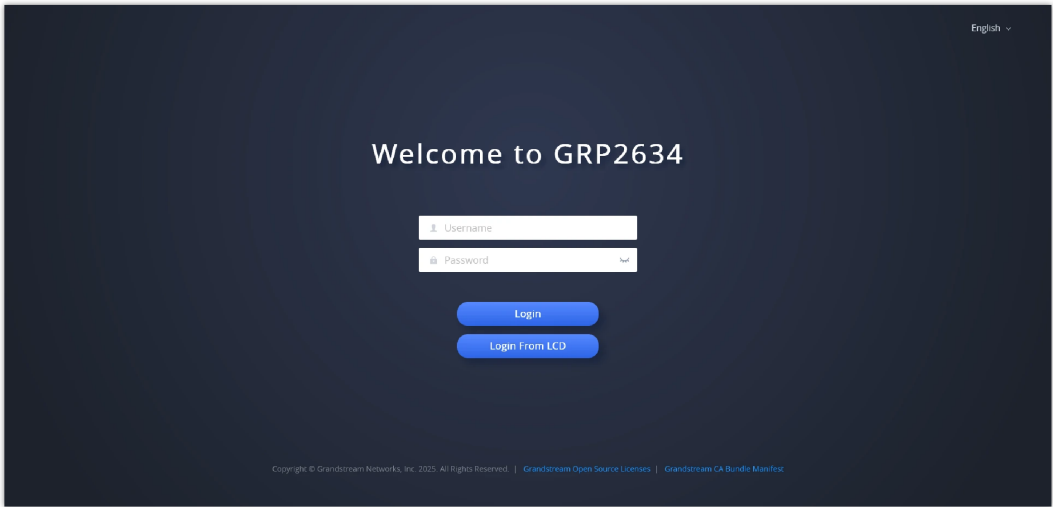 English
Welcome to GRP2634
Username
Password
Login
Login From LCD
Copyright © Grandstream Networks, Inc. 2025. All Rights Reserved. | Grandstream Open Source Licenses | Grandstream CA Bundle Manifest